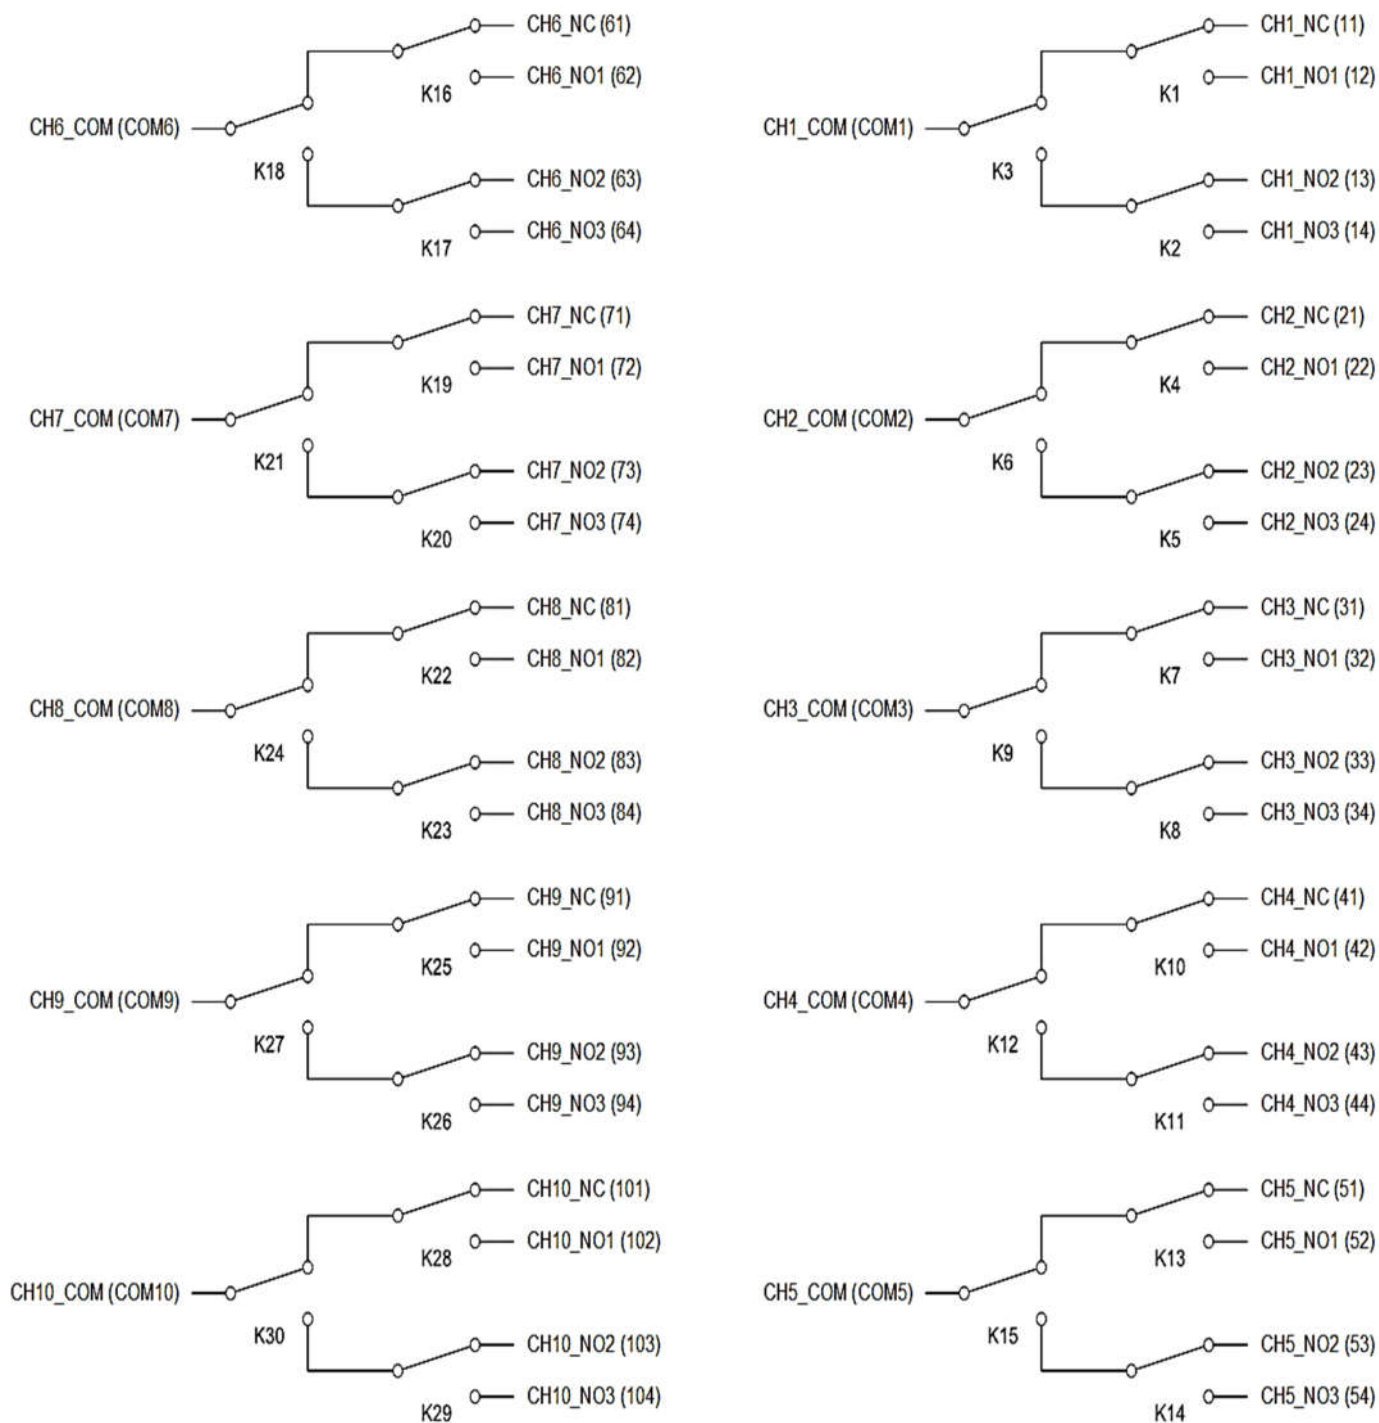 CH6_NC (61)
CH6_NO1 (62)
K16
CH6_COM (COM6)
K18
CH6_NO2 (63)
CH6_NO3 (64)
K17
CH7_NC (71)
CH7_NO1 (72)
K19
CH7_COM (COM7)
K21
CH7_NO2 (73)
CH7_NO3 (74)
K20
CH8_NC (81)
CH8_NO1 (82)
K22
CH8_COM (COM8)
K24
CH8_NO2 (83)
CH8_NO3 (84)
K23
CH9_NC (91)
CH9_NO1 (92)
K25
CH9_COM (COM9)
K27
CH9_NO2 (93)
CH9_NO3 (94)
K26
CH10_NC (101)
CH10_NO1 (102)
K28
CH10_COM (COM10)
K30
CH10_NO2 (103)
CH10_NO3 (104)
K29
CH1_NC (11)
CH1_NO1 (12)
K1
CH1_COM (COM1)
K3
CH1_NO2 (13)
CH1_NO3 (14)
K2
CH2_NC (21)
CH2_NO1 (22)
K4
CH2_COM (COM2)
K6
CH2_NO2 (23)
CH2_NO3 (24)
K5
CH3_NC (31)
CH3_NO1 (32)
K7
CH3_COM (COM3)
K9
CH3_NO2 (33)
CH3_NO3 (34)
K8
CH4_NC (41)
CH4_NO1 (42)
K10
CH4_COM (COM4)
K12
CH4_NO2 (43)
CH4_NO3 (44)
K11
CH5_NC (51)
CH5_NO1 (52)
K13
CH5_COM (COM5)
K15
CH5_NO2 (53)
CH5_NO3 (54)
K14